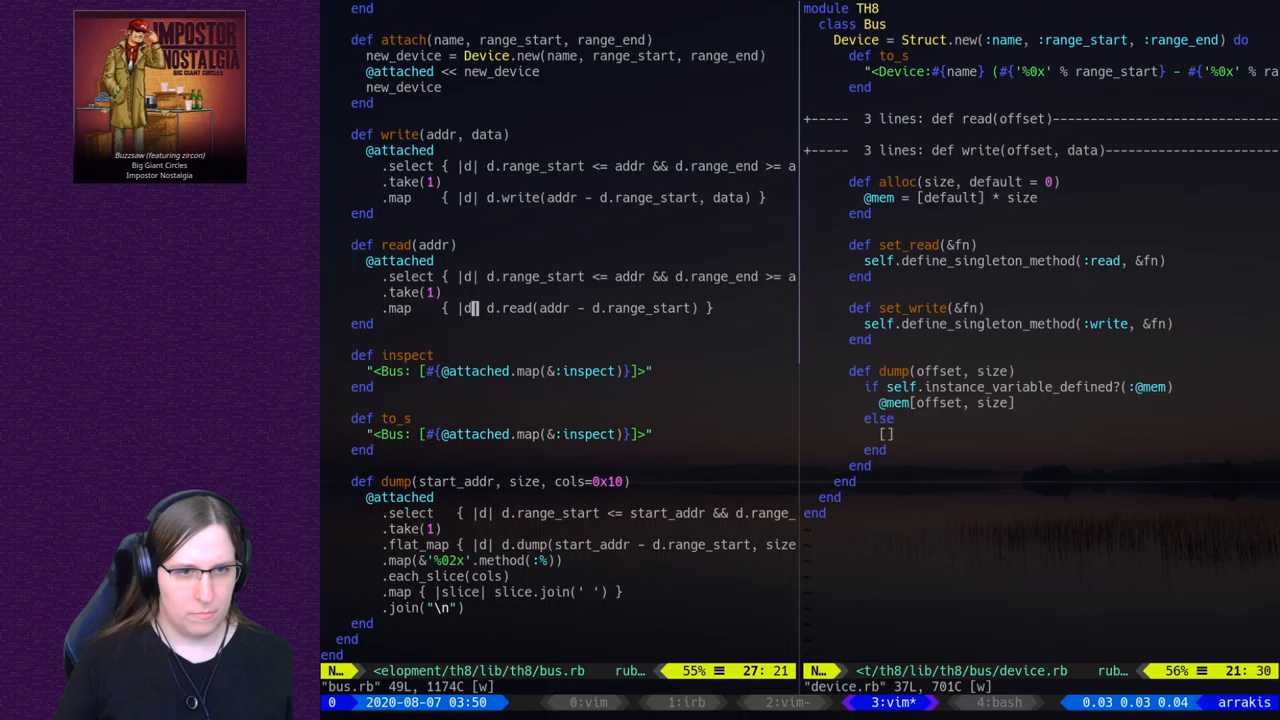 IMPOSTOR
NOSTALGIA
BIG GIANT CIRCLES
Buzzsaw (featuring zircon)
Big Giant Circles
Impostor Nostalgia
end
def attach(name, range_start, range_end)
new_device = Device.new(name, range_start, range_end)
@attached << new_device
new_device
end
def write(addr, data)
@attached
.select { |d| d.range_start <= addr && d.range_end >= a
.take(1)
.map    { |d| d.write(addr - d.range_start, data) }
end
def read(addr)
@attached
.select { |d| d.range_start <= addr && d.range_end >= a
.take(1)
.map    { |d| d.read(addr - d.range_start) }
end
def inspect
"<Bus: [#{@attached.map(&:inspect)}]>"
end
def to_s
"<Bus: [#{@attached.map(&:inspect)}]>"
end
def dump(start_addr, size, cols=0x10)
@attached
.select   { |d| d.range_start <= start_addr && d.range_
.take(1)
.flat_map { |d| d.dump(start_addr - d.range_start, size
.map(&'%02x'.method(:%))
.each_slice(cols)
.map { |slice| slice.join(' ') }
.join("\n")
end
end
end
N... <elopment/th8/lib/th8/bus.rb rub... 55% ≡ 27: 21
"bus.rb" 49L, 1174C [w]
module TH8
class Bus
Device = Struct.new(:name, :range_start, :range_end) do
def to_s
"<Device:#{name} (#{'%0x' % range_start} - #{'%0x' % ra
end
+-----  3 lines: def read(offset)------------------------------
+-----  3 lines: def write(offset, data)-----------------------
def alloc(size, default = 0)
@mem = [default] * size
end
def set_read(&fn)
self.define_singleton_method(:read, &fn)
end
def set_write(&fn)
self.define_singleton_method(:write, &fn)
end
def dump(offset, size)
if self.instance_variable_defined?(:@mem)
@mem[offset, size]
else
[]
end
end
end
end
end
~
~
~
~
~
~
~
~
~
N... <t/th8/lib/th8/bus/device.rb rub... 56% ≡ 21: 30
"device.rb" 37L, 701C [w]
0 2020-08-07 03:50 0:vim 1:irb 2:vim- 3:vim* 4:bash 0.03 0.03 0.04 arrakis